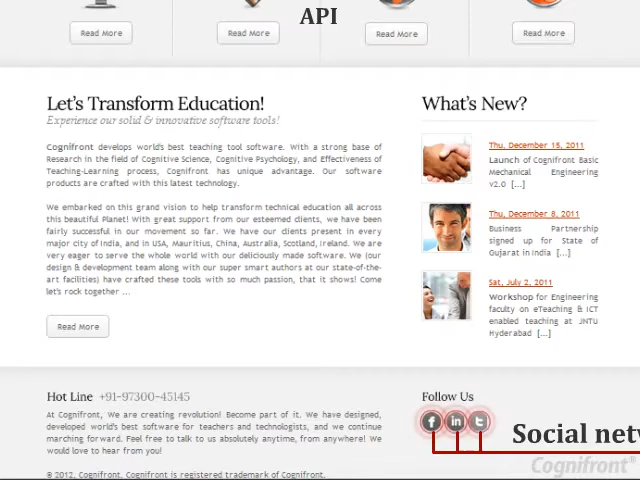 API
Read More
Read More
Read More
Read More
Let's Transform Education!
Experience our solid & innovative software tools!
Cognifront develops world's best teaching tool software. With a strong base of
Research in the field of Cognitive Science, Cognitive Psychology, and Effectiveness of
Teaching-Learning process, Cognifront has unique advantage. Our software
products are crafted with this latest technology.
We embarked on this grand vision to help transform technical education all across
this beautiful Planet! With great support from our esteemed clients, we have been
fairly successful in our movement so far. We have our clients present in every
major city of India, and in USA, Mauritius, China, Australia, Scotland, Ireland. We are
very eager to serve the whole world with our deliciously made software. We (our
design & development team along with our super smart authors at our state-of-the-
art facilities) have crafted these tools with so much passion, that it shows! Come
let's rock together ...
Read More
What's New?
Thu, December 15, 2011
Launch of Cognifront Basic
Mechanical Engineering
v2.0 [...]
Thu, December 8, 2011
Business Partnership
signed up for State of
Gujarat in India [...]
Sat, July 2, 2011
Workshop for Engineering
faculty on eTeaching & ICT
enabled teaching at JNTU
Hyderabad [...]
Hot Line +91-97300-45145
At Cognifront, We are creating revolution! Become part of it. We have designed,
developed world's best software for teachers and technologists, and we continue
marching forward. Feel free to talk to us absolutely anytime, from anywhere! We
would love to hear from you!
© 2012, Cognifront. Cognifront is registered trademark of Cognifront.
Follow Us
f in t
Social netw
Cognifront®